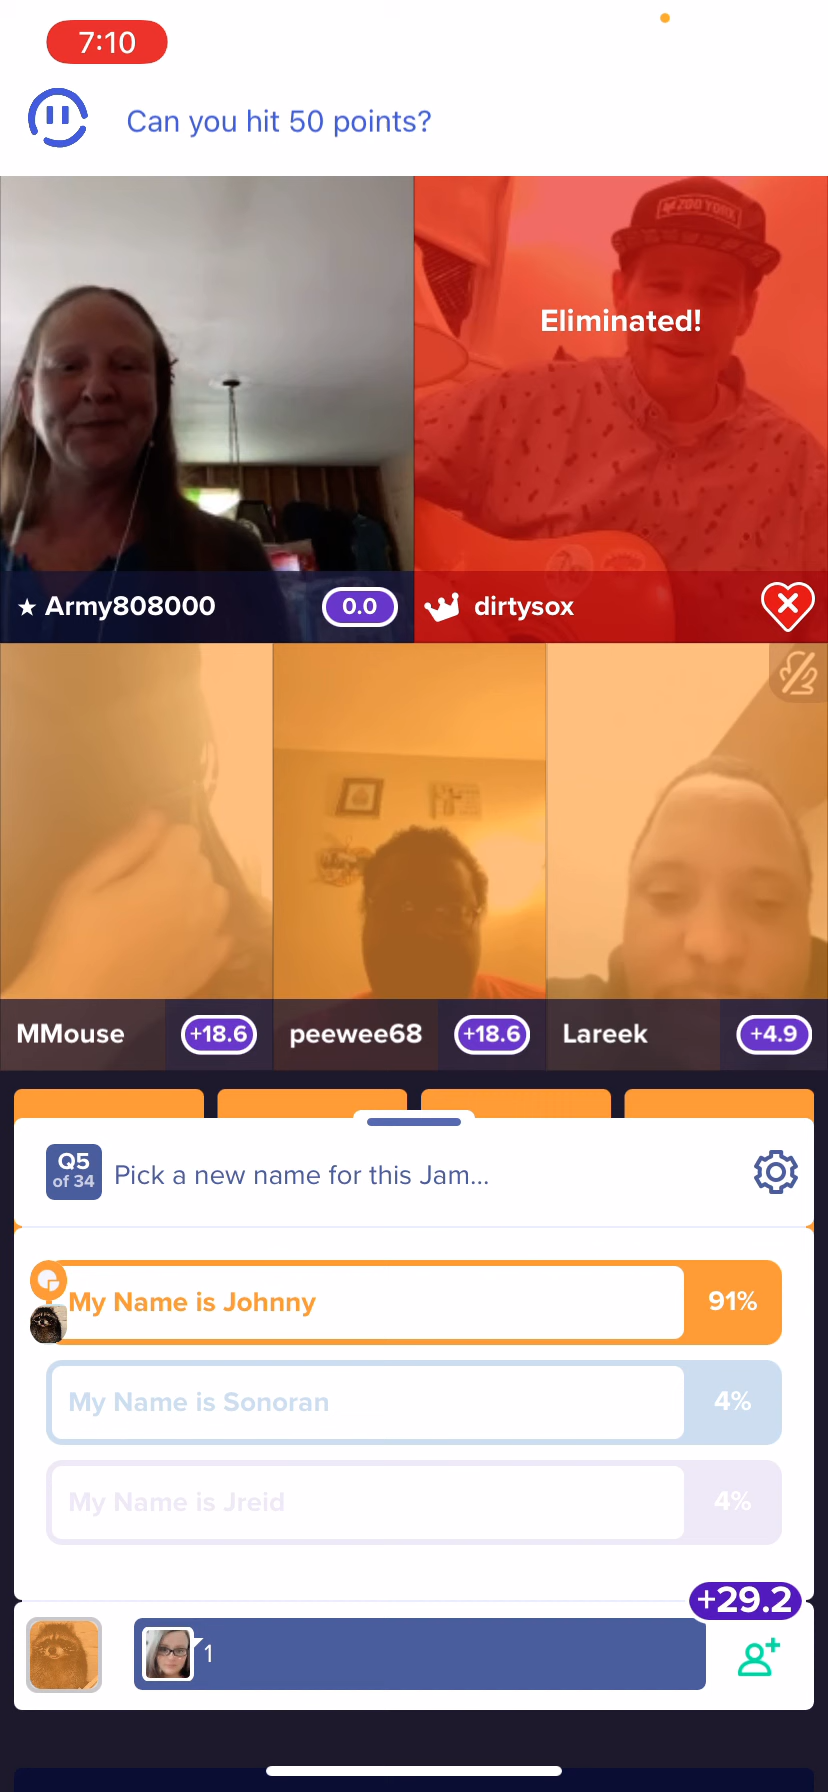 7:10
Can you hit 50 points?
ZOO YORK
Eliminated!
★ Army808000
0.0
dirtysox
MMouse
+18.6
peewee68
+18.6
Lareek
+4.9
Q5
of 34
Pick a new name for this Jam...
My Name is Johnny
91%
My Name is Sonoran
4%
My Name is Jreid
4%
+29.2
1